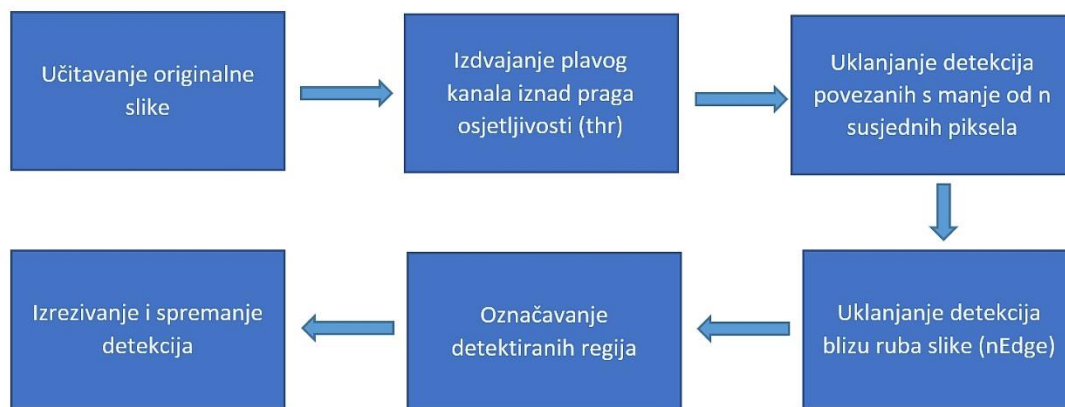 Učitavanje originalne
slike
Izdvajanje plavog
kanala iznad praga
osjetljivosti (thr)
Uklanjanje detekcija
povezanih s manje od n
susjednih piksela
Uklanjanje detekcija
blizu ruba slike (nEdge)
Označavanje
detektiranih regija
Izrezivanje i spremanje
detekcija